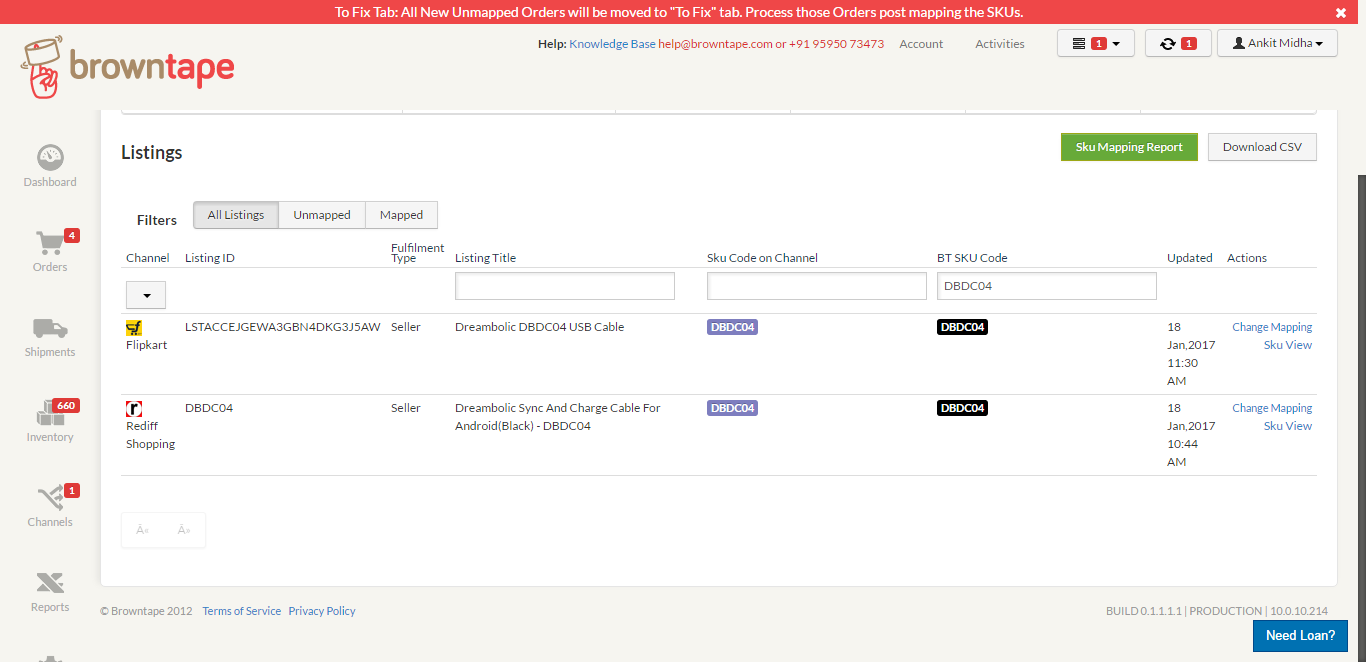 To Fix Tab: All New Unmapped Orders will be moved to "To Fix" tab. Process those Orders post mapping the SKUs.
browntape
Help: Knowledge Base help@browntape.com or +91 95950 73473 Account Activities 1 1 Ankit Midha
Dashboard
4
Orders
Shipments
660
Inventory
1
Channels
Reports
Listings
Sku Mapping Report Download CSV
Filters All Listings Unmapped Mapped
Channel Listing ID Fulfilment Type Listing Title Sku Code on Channel BT SKU Code Updated Actions
DBDC04
Flipkart LSTACCEJGEWA3GBN4DKG3J5AW Seller Dreambolic DBDC04 USB Cable DBDC04 DBDC04 18 Jan,2017 11:30 AM Change Mapping
Sku View
r
Rediff Shopping DBDC04 Seller Dreambolic Sync And Charge Cable For Android(Black) - DBDC04 DBDC04 DBDC04 18 Jan,2017 10:44 AM Change Mapping
Sku View
Â« Â»
© Browntape 2012 Terms of Service Privacy Policy
BUILD 0.1.1.1.1 | PRODUCTION | 10.0.10.214
Need Loan?